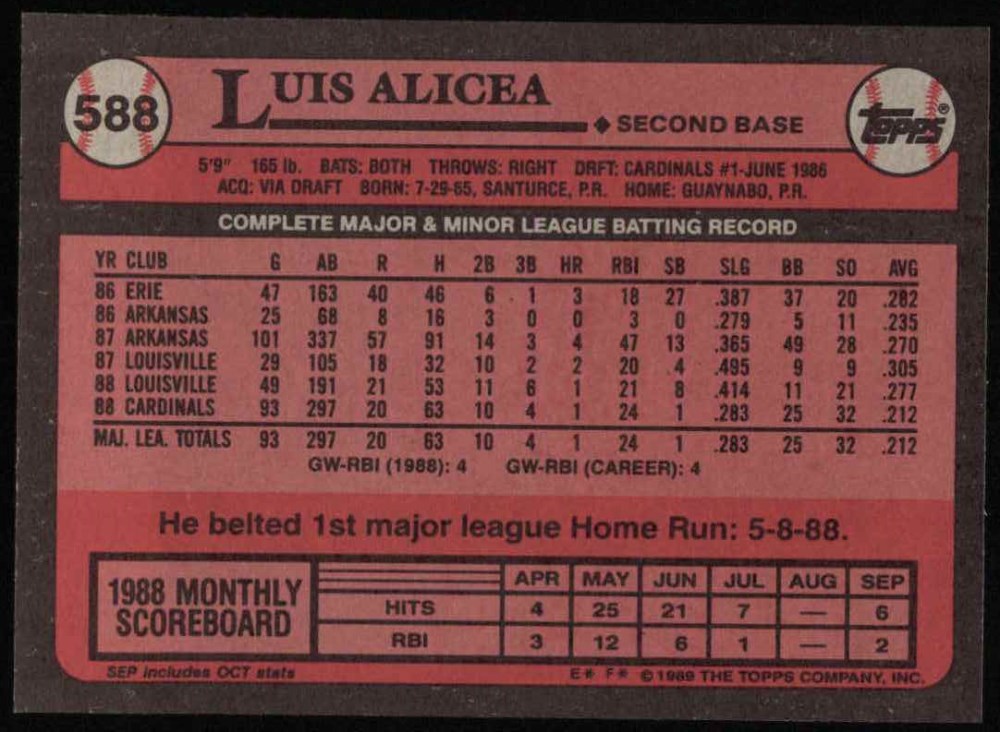 588
LUIS ALICEA
SECOND BASE
topps®
5'9" 165 lb. BATS: BOTH THROWS: RIGHT DRFT: CARDINALS #1-JUNE 1986
ACQ: VIA DRAFT BORN: 7-29-65, SANTURCE, P.R. HOME: GUAYNABO, P.R.
COMPLETE MAJOR & MINOR LEAGUE BATTING RECORD
YR CLUB G AB R H 2B 3B HR RBI SB SLG BB SO AVG
86 ERIE 47 163 40 46 6 1 3 18 27 .387 37 20 .282
86 ARKANSAS 25 68 8 16 3 0 0 3 0 .279 5 11 .235
87 ARKANSAS 101 337 57 91 14 3 4 47 13 .365 49 28 .270
87 LOUISVILLE 29 105 18 32 10 2 2 20 4 .495 9 9 .305
88 LOUISVILLE 49 191 21 53 11 6 1 21 8 .414 11 21 .277
88 CARDINALS 93 297 20 63 10 4 1 24 1 .283 25 32 .212
MAJ. LEA. TOTALS 93 297 20 63 10 4 1 24 1 .283 25 32 .212
GW-RBI (1988): 4 GW-RBI (CAREER): 4
He belted 1st major league Home Run: 5-8-88.
1988 MONTHLY
SCOREBOARD
APR MAY JUN JUL AUG SEP
HITS 4 25 21 7 — 6
RBI 3 12 6 1 — 2
SEP includes OCT stats
E* F* © 1989 THE TOPPS COMPANY, INC.